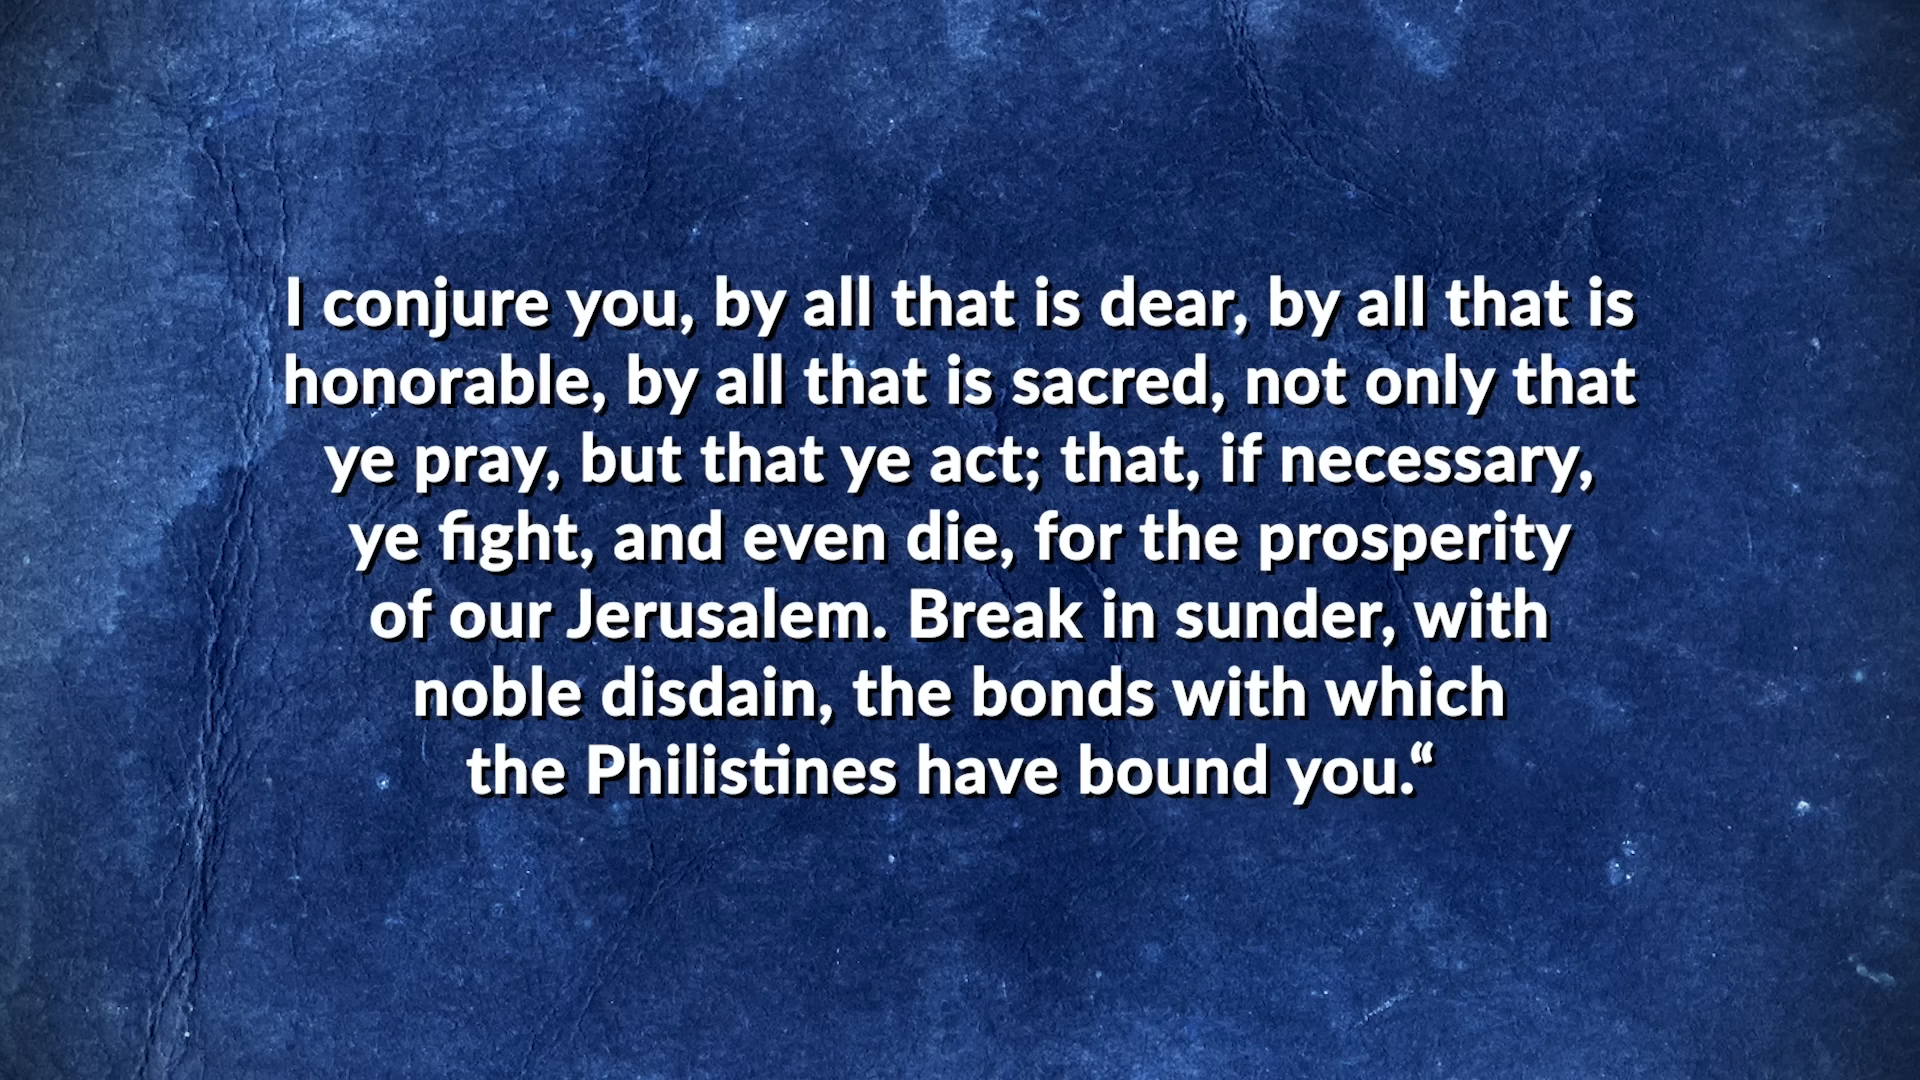 I conjure you, by all that is dear, by all that is
honorable, by all that is sacred, not only that
ye pray, but that ye act; that, if necessary,
ye fight, and even die, for the prosperity
of our Jerusalem. Break in sunder, with
noble disdain, the bonds with which
the Philistines have bound you.“